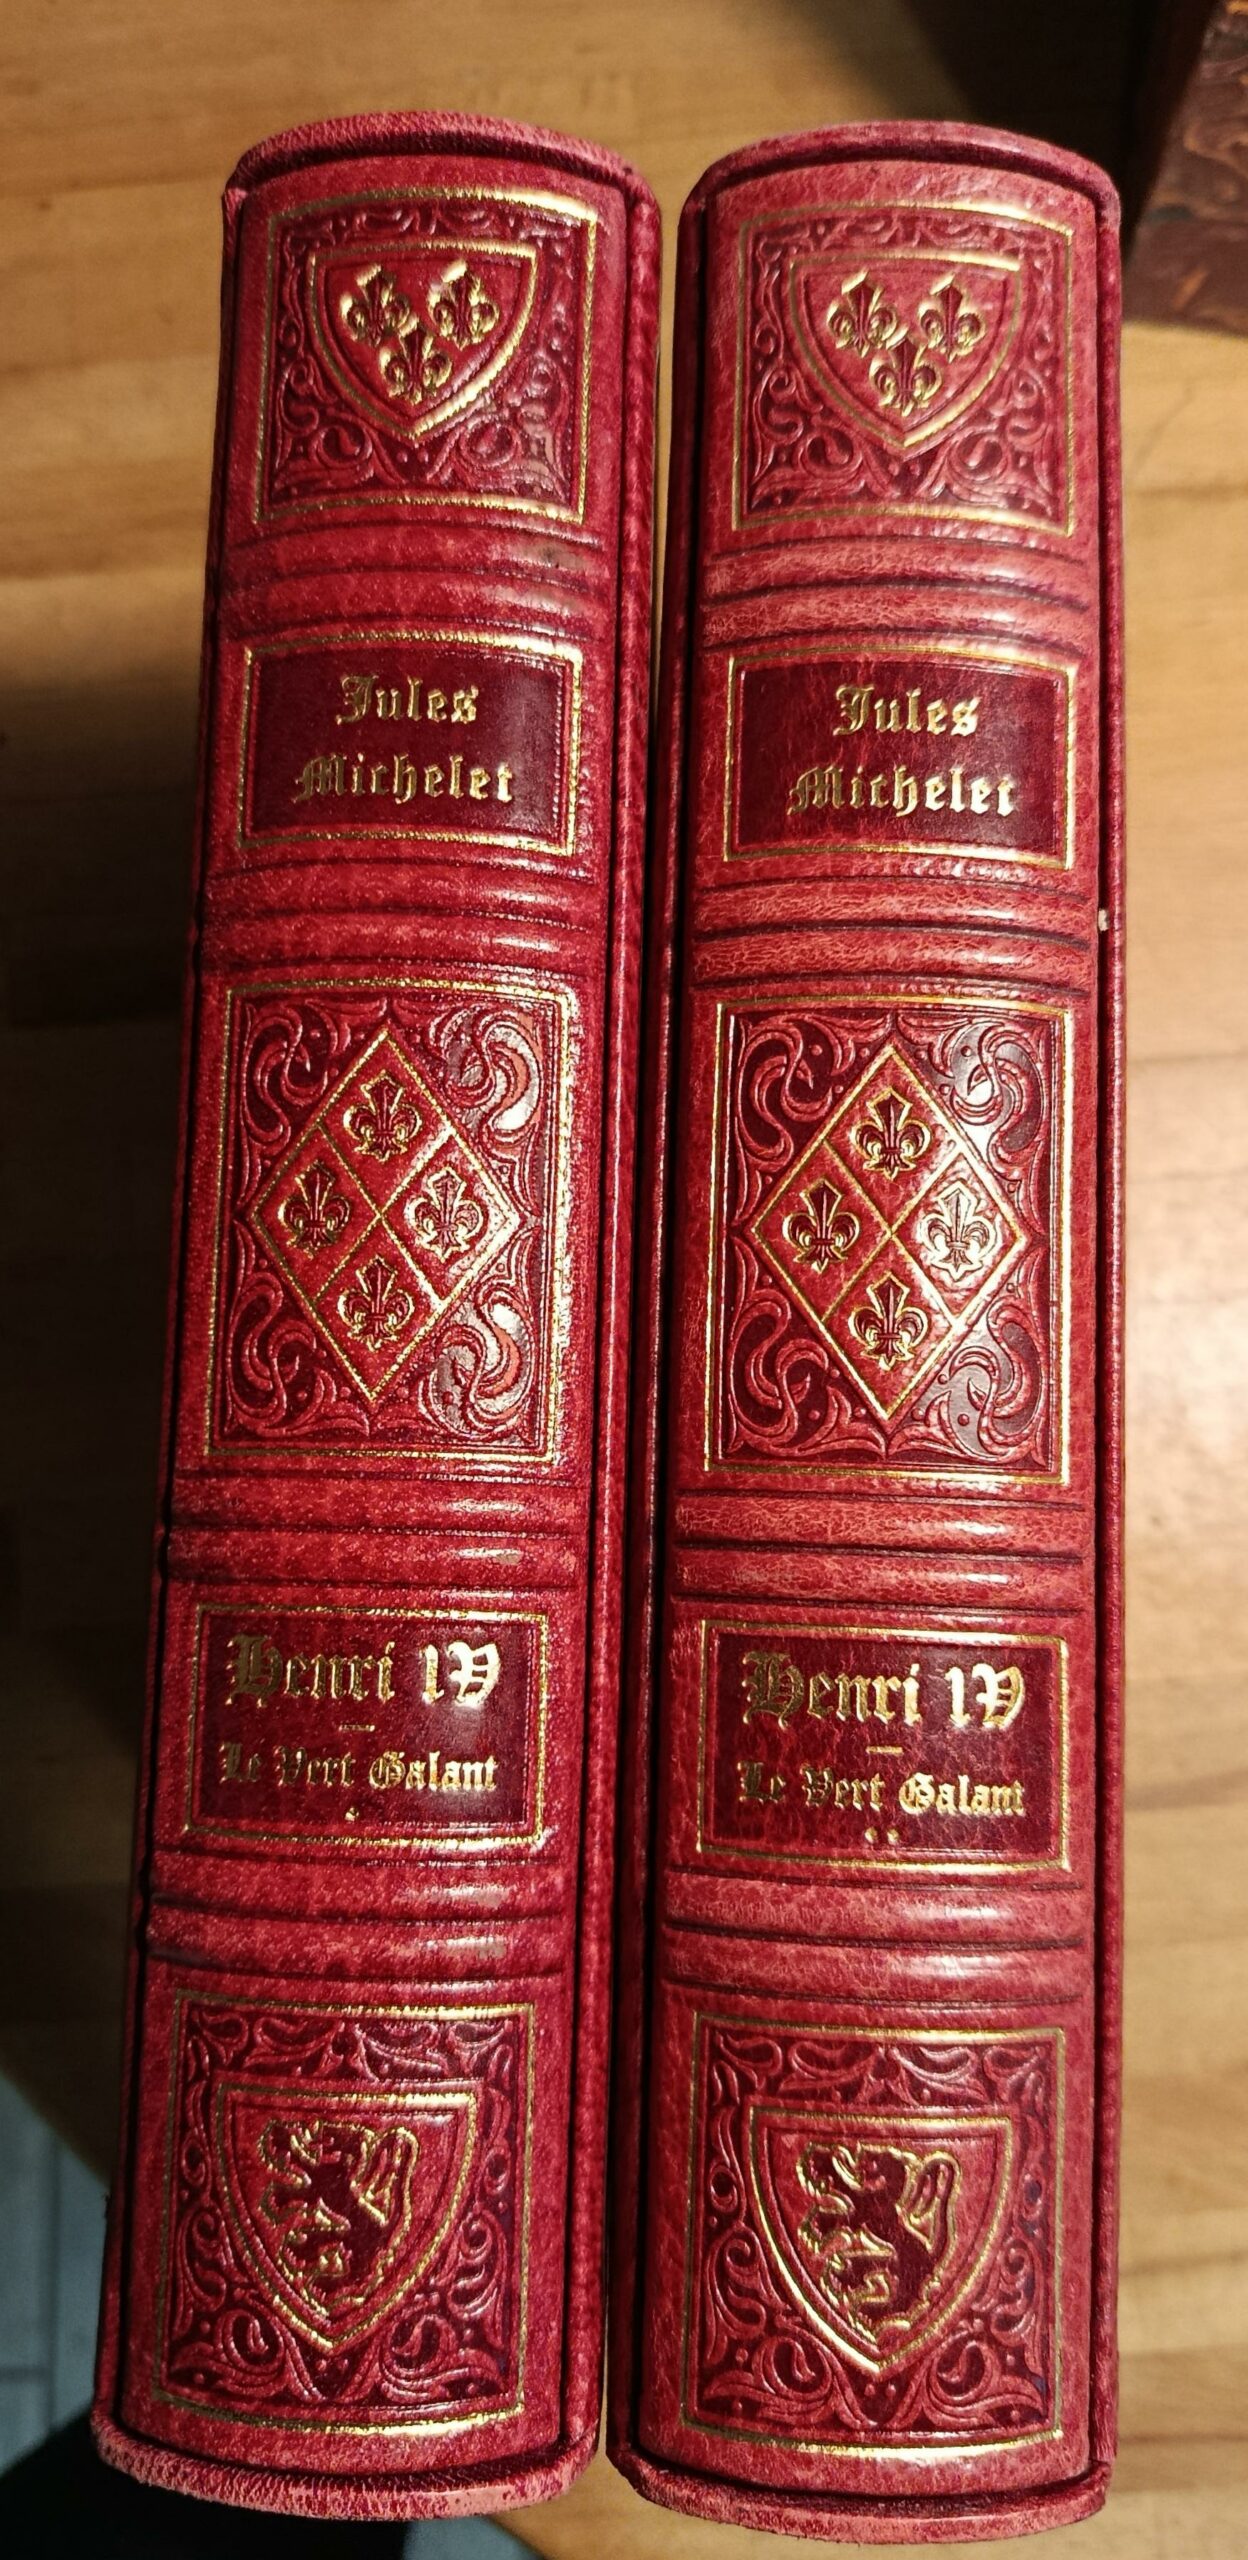 Jules
Michelet
Henri IV
Le Vert Galant
Jules
Michelet
Henri IV
Le Vert Galant